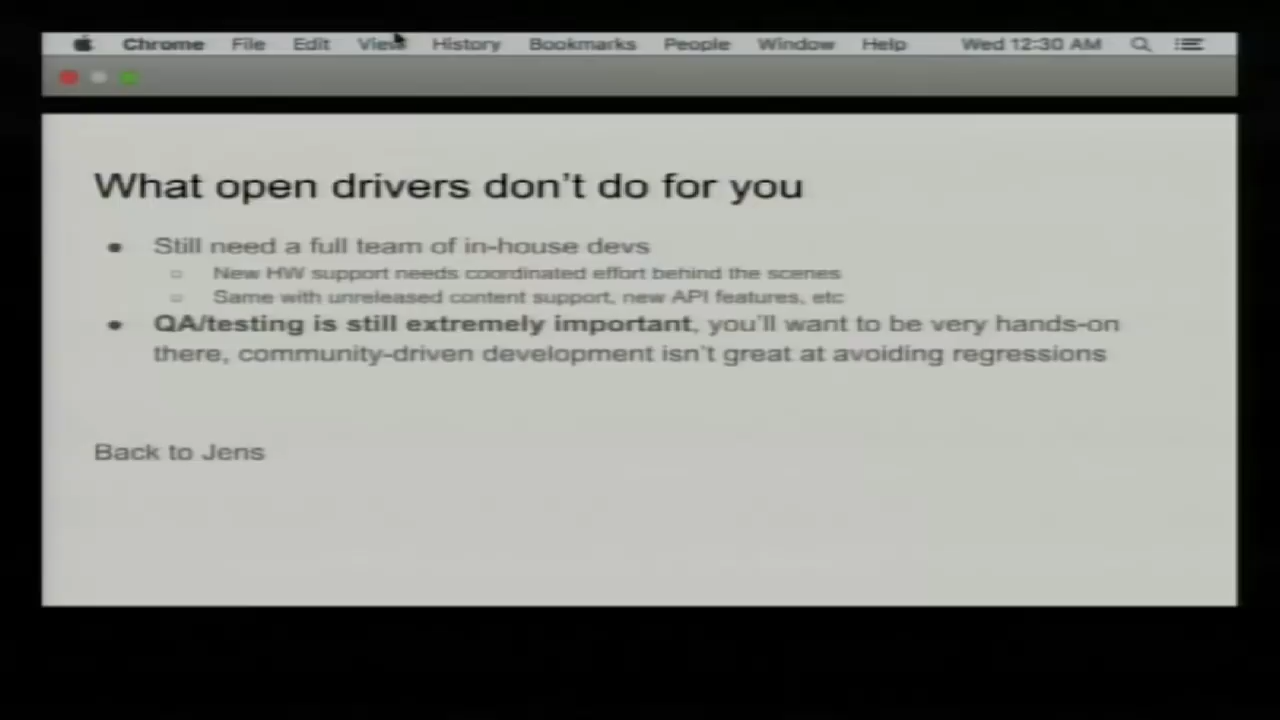 Chrome File Edit View History Bookmarks People Window Help Wed 12:30 AM
What open drivers don't do for you
Still need a full team of in-house devs
New HW support needs coordinated effort behind the scenes
Same with unreleased content support, new API features, etc
QA/testing is still extremely important, you'll want to be very hands-on
there, community-driven development isn't great at avoiding regressions
Back to Jens